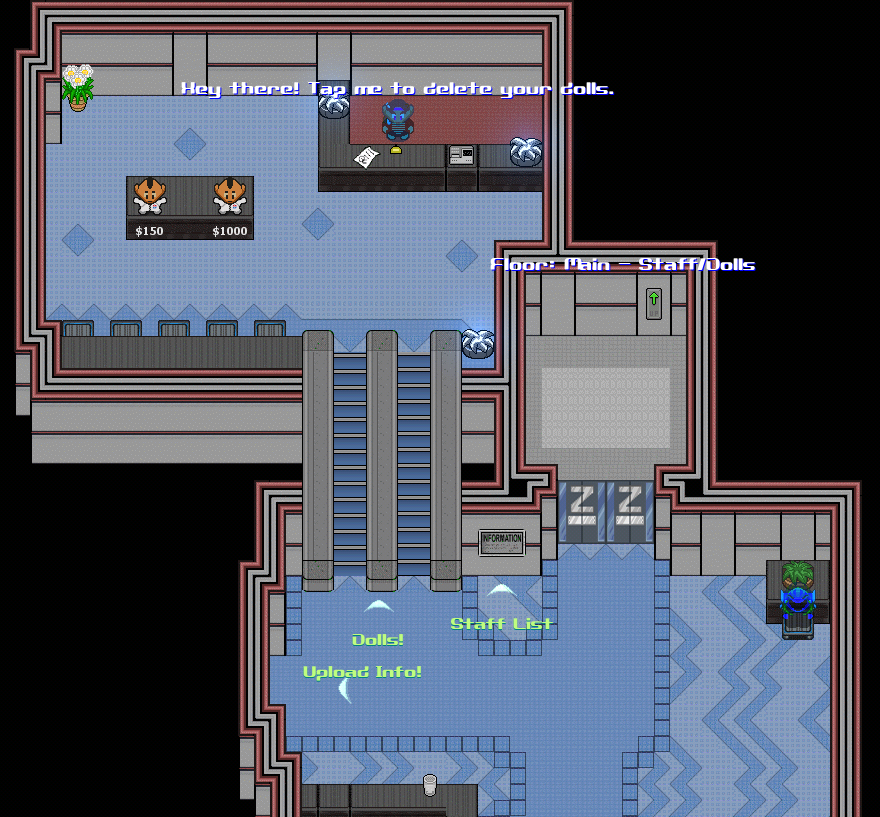 Hey there! Tap me to delete your dolls.
$150
$1000
Floor: Main - Staff/Dolls
INFORMATION
Staff List
Dolls!
Upload Info!